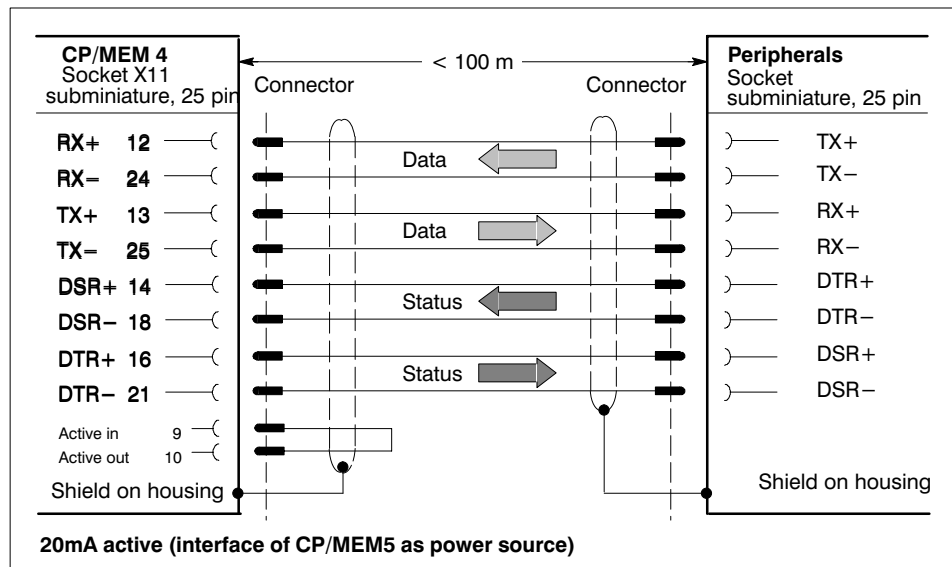 CP/MEM 4
Socket X11
subminiature, 25 pin
< 100 m
Connector
Connector
Peripherals
Socket
subminiature, 25 pin
RX+ 12
TX+
Data
RX− 24
TX−
TX+ 13
RX+
Data
TX− 25
RX−
DSR+ 14
DTR+
Status
DSR− 18
DTR−
DTR+ 16
DSR+
Status
DTR− 21
DSR−
Active in 9
Active out 10
Shield on housing
Shield on housing
20mA active (interface of CP/MEM5 as power source)